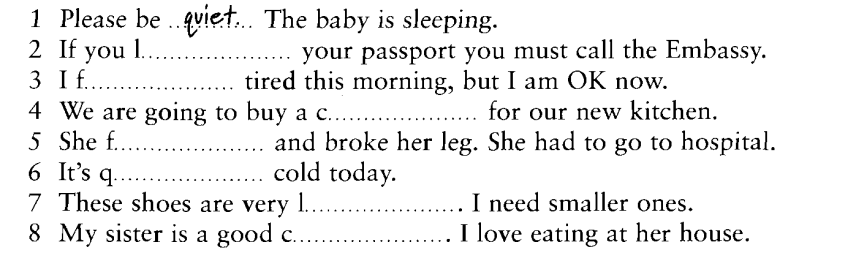 1 Please be ..quiet... The baby is sleeping.
2 If you l...................... your passport you must call the Embassy.
3 I f...................... tired this morning, but I am OK now.
4 We are going to buy a c...................... for our new kitchen.
5 She f...................... and broke her leg. She had to go to hospital.
6 It's q...................... cold today.
7 These shoes are very l....................... I need smaller ones.
8 My sister is a good c....................... I love eating at her house.